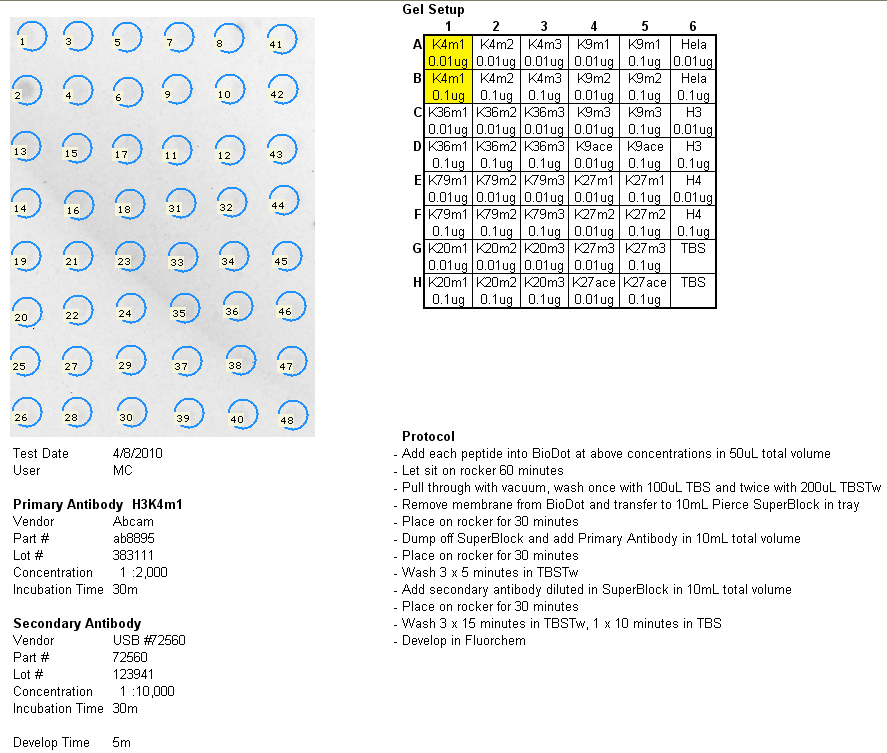 1 3 5 7 8 41
2 4 6 9 10 42
13 15 17 11 12 43
14 16 18 31 32 44
19 21 23 33 34 45
20 22 24 35 36 46
25 27 29 37 38 47
26 28 30 39 40 48
Gel Setup
1 2 3 4 5 6
A K4m1 K4m2 K4m3 K9m1 K9m1 Hela
0.01ug 0.01ug 0.01ug 0.01ug 0.1ug 0.01ug
B K4m1 K4m2 K4m3 K9m2 K9m2 Hela
0.1ug 0.1ug 0.1ug 0.01ug 0.1ug 0.1ug
C K36m1 K36m2 K36m3 K9m3 K9m3 H3
0.01ug 0.01ug 0.01ug 0.01ug 0.1ug 0.01ug
D K36m1 K36m2 K36m3 K9ace K9ace H3
0.1ug 0.1ug 0.1ug 0.01ug 0.1ug 0.1ug
E K79m1 K79m2 K79m3 K27m1 K27m1 H4
0.01ug 0.01ug 0.01ug 0.01ug 0.1ug 0.01ug
F K79m1 K79m2 K79m3 K27m2 K27m2 H4
0.1ug 0.1ug 0.1ug 0.01ug 0.1ug 0.1ug
G K20m1 K20m2 K20m3 K27m3 K27m3 TBS
0.01ug 0.01ug 0.01ug 0.01ug 0.1ug
H K20m1 K20m2 K20m3 K27ace K27ace TBS
0.1ug 0.1ug 0.1ug 0.01ug 0.1ug
Test Date 4/8/2010
User MC
Primary Antibody H3K4m1
Vendor Abcam
Part # ab8895
Lot # 383111
Concentration 1 :2,000
Incubation Time 30m
Secondary Antibody
Vendor USB #72560
Part # 72560
Lot # 123941
Concentration 1 :10,000
Incubation Time 30m
Develop Time 5m
Protocol
- Add each peptide into BioDot at above concentrations in 50uL total volume
- Let sit on rocker 60 minutes
- Pull through with vacuum, wash once with 100uL TBS and twice with 200uL TBSTw
- Remove membrane from BioDot and transfer to 10mL Pierce SuperBlock in tray
- Place on rocker for 30 minutes
- Dump off SuperBlock and add Primary Antibody in 10mL total volume
- Place on rocker for 30 minutes
- Wash 3 x 5 minutes in TBSTw
- Add secondary antibody diluted in SuperBlock in 10mL total volume
- Place on rocker for 30 minutes
- Wash 3 x 15 minutes in TBSTw, 1 x 10 minutes in TBS
- Develop in Fluorchem